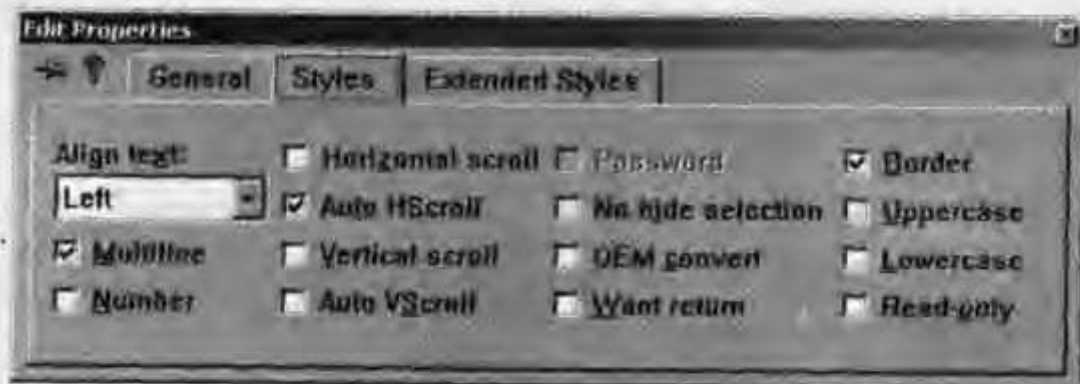 Edit Properties
General Styles Extended Styles
Align text:
Left
Multiline
Number
Horizontal scroll
Auto HScroll
Vertical scroll
Auto VScroll
Password
No hide selection
OEM convert
Want return
Border
Uppercase
Lowercase
Read-only